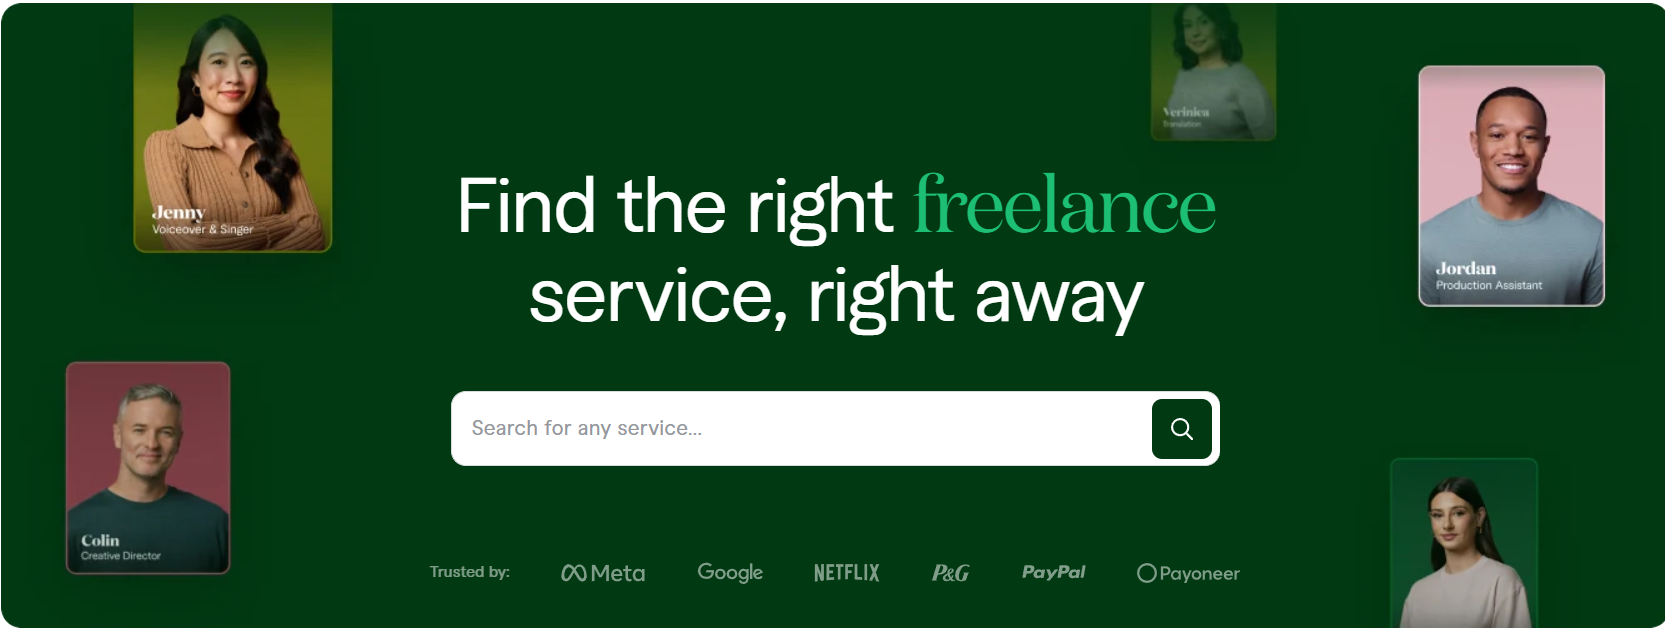 Jenny
Voiceover & Singer
Verinica
Translation
Jordan
Production Assistant
Find the right freelance
service, right away
Search for any service...
Colin
Creative Director
Trusted by:
Meta
Google
NETFLIX
P&G
PayPal
Payoneer